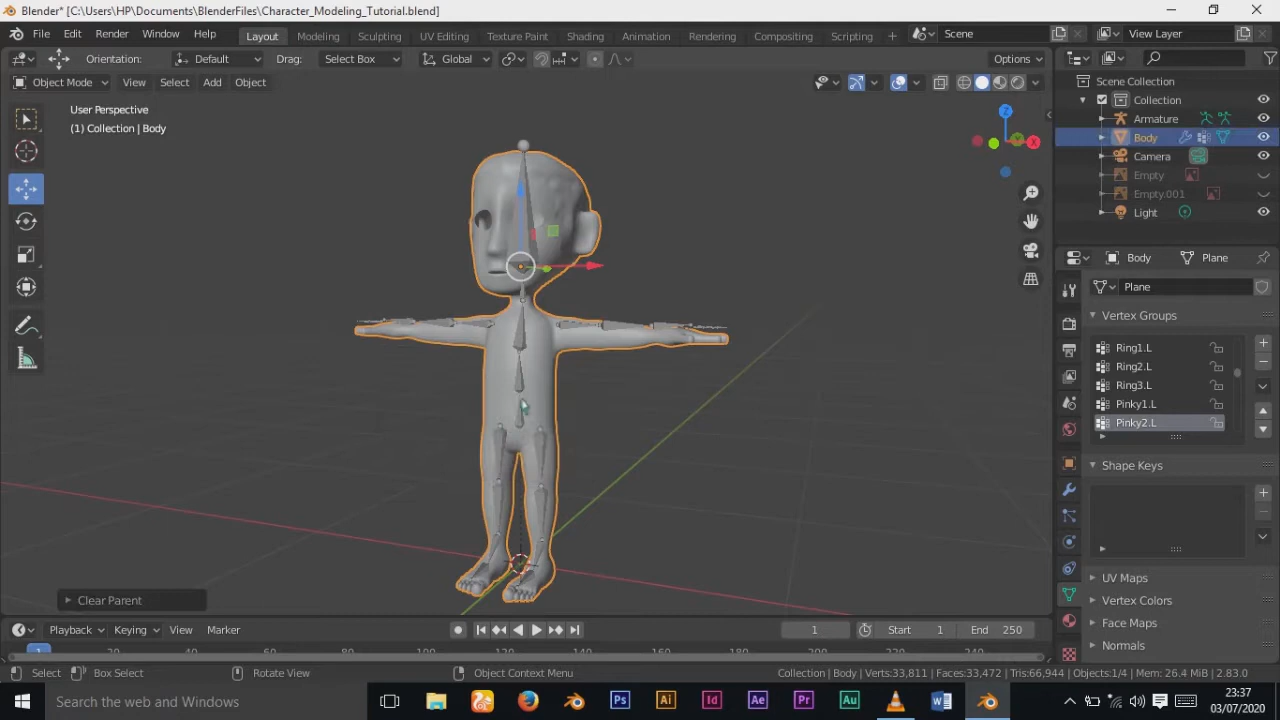 Blender* [C:\Users\HP\Documents\BlenderFiles\Character_Modeling_Tutorial.blend]
File Edit Render Window Help Layout Modeling Sculpting UV Editing Texture Paint Shading Animation Rendering Compositing Scripting + Scene View Layer
Orientation: Default Drag: Select Box Global Options
Object Mode View Select Add Object
User Perspective
(1) Collection | Body
Scene Collection
Collection
Armature
Body
Camera
Empty
Empty.001
Light
Body Plane
Plane
Vertex Groups
Ring1.L
Ring2.L
Ring3.L
Pinky1.L
Pinky2.L
Shape Keys
UV Maps
Vertex Colors
Face Maps
Normals
Clear Parent
Playback Keying View Marker 1 Start 1 End 250
Select Box Select Rotate View Object Context Menu Collection | Body | Verts:33,811 | Faces:33,472 | Tris:66,944 | Objects:1/4 | Mem: 26.4 MiB | 2.83.0
Search the web and Windows
Ps Ai Id Ae Pr Au
23:37
03/07/2020